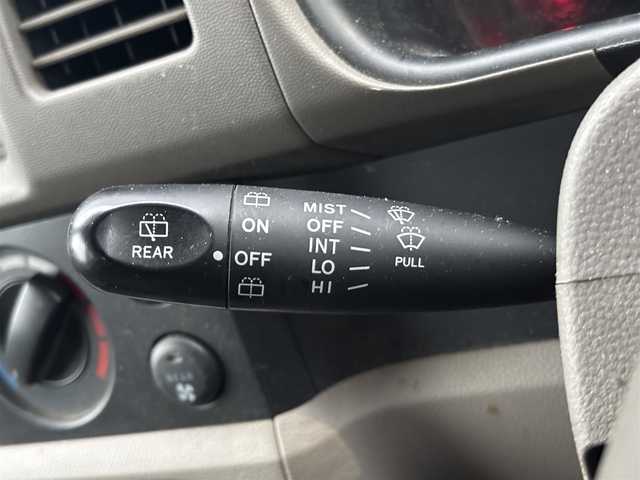 REAR
ON
OFF
MIST
OFF
INT
LO
HI
PULL